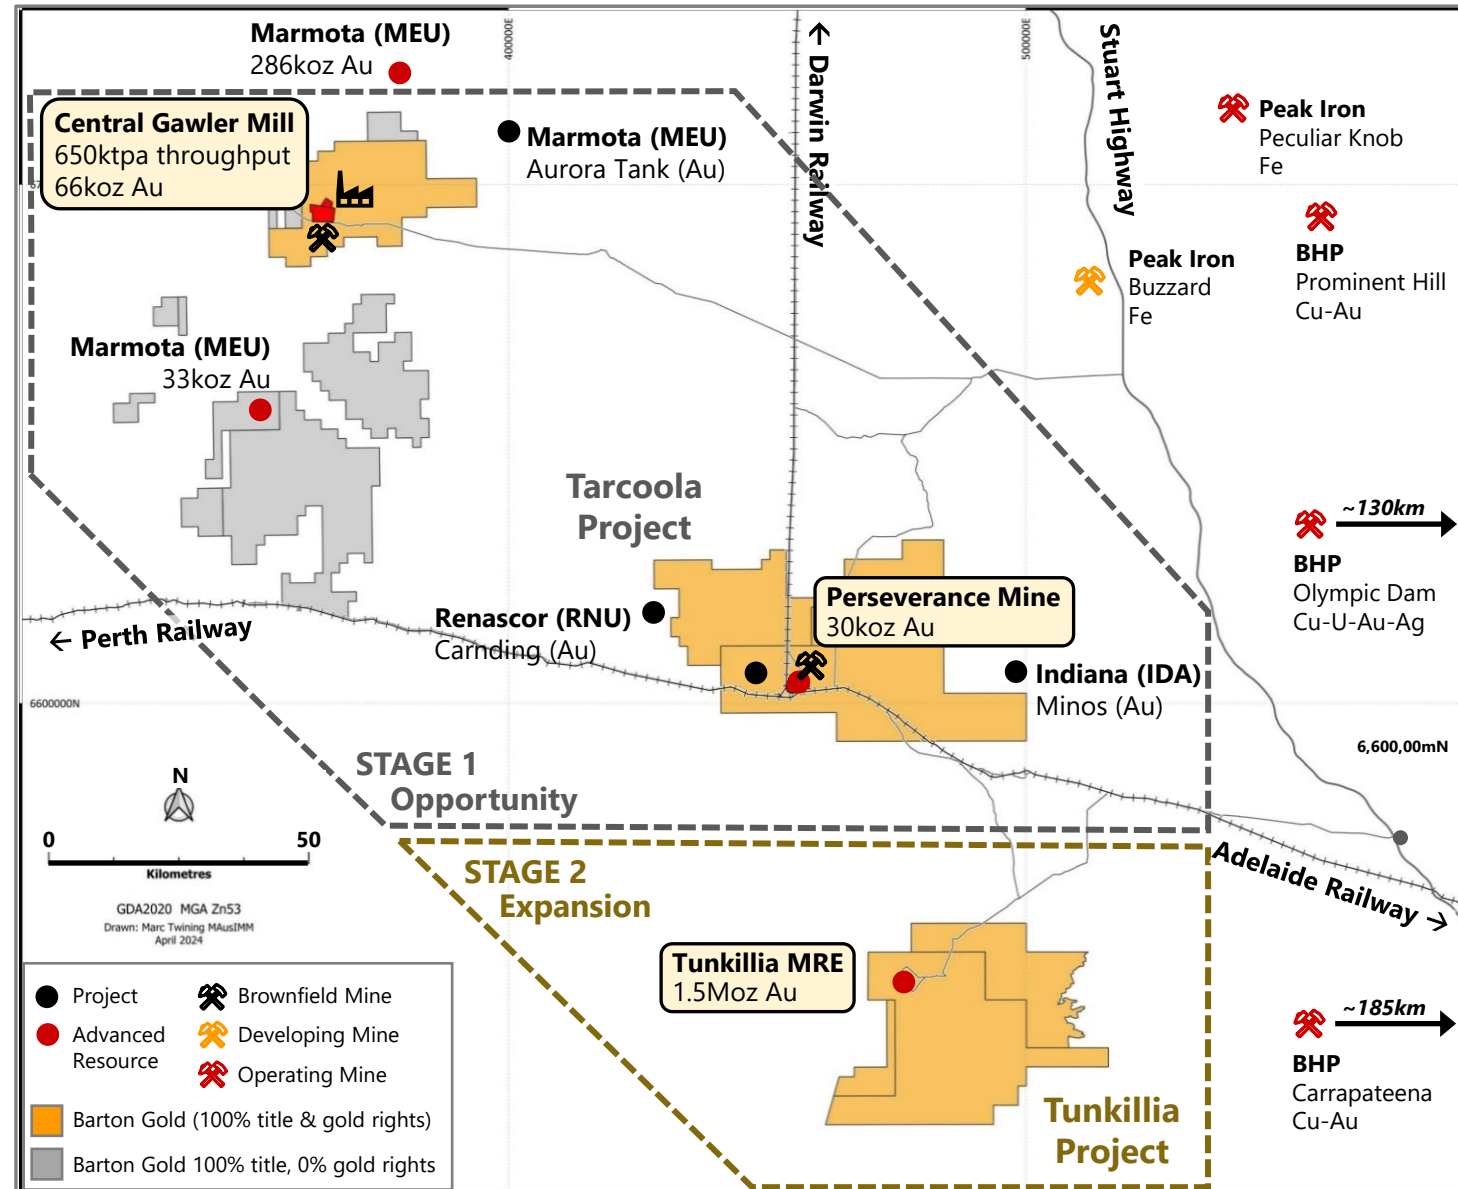 Marmota (MEU)
286koz Au
400000E
← Darwin Railway
500000E
Stuart Highway
Central Gawler Mill
650ktpa throughput
66koz Au
Marmota (MEU)
Aurora Tank (Au)
Peak Iron
Peculiar Knob
Fe
BHP
Prominent Hill
Cu-Au
Peak Iron
Buzzard
Fe
Marmota (MEU)
33koz Au
Tarcoola
Project
~130km
BHP
Olympic Dam
Cu-U-Au-Ag
← Perth Railway
Renascor (RNU)
Carnding (Au)
Perseverance Mine
30koz Au
Indiana (IDA)
Minos (Au)
6600000N
6,600,00mN
STAGE 1
Opportunity
N
0 50
Kilometres
GDA2020 MGA Zn53
Drawn: Marc Twining MAusIMM
April 2024
STAGE 2
Expansion
Adelaide Railway →
Tunkillia MRE
1.5Moz Au
~185km
BHP
Carrapateena
Cu-Au
Tunkillia
Project
Project
Advanced
Resource
Brownfield Mine
Developing Mine
Operating Mine
Barton Gold (100% title & gold rights)
Barton Gold 100% title, 0% gold rights